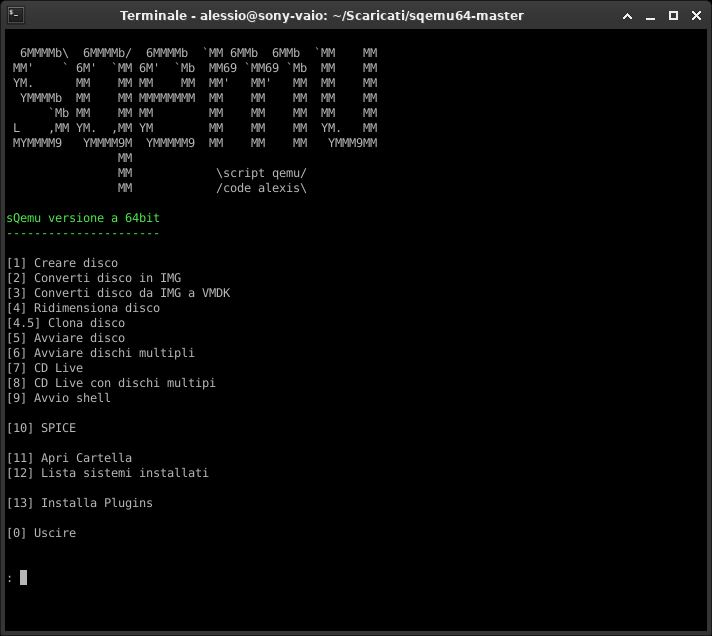 Terminale - alessio@sony-vaio: ~/Scaricati/sqemu64-master
  6MMMMb\  6MMMMb/  6MMMMb  `MM 6MMb  6MMb  `MM    MM
 MM'    ` 6M'  `MM 6M'  `Mb  MM69 `MM69 `Mb  MM    MM
 YM.      MM    MM MM    MM  MM'   MM'   MM  MM    MM
  YMMMMb  MM    MM MMMMMMMM  MM    MM    MM  MM    MM
      `Mb MM    MM MM        MM    MM    MM  MM    MM
 L    ,MM YM.  ,MM YM        MM    MM    MM  YM.   MM
 MYMMMM9   YMMMM9M  YMMMMM9  MM    MM    MM   YMMM9MM
                MM
                MM            \script qemu/
                MM            /code alexis\
sQemu versione a 64bit
----------------------
[1] Creare disco
[2] Converti disco in IMG
[3] Converti disco da IMG a VMDK
[4] Ridimensiona disco
[4.5] Clona disco
[5] Avviare disco
[6] Avviare dischi multipli
[7] CD Live
[8] CD Live con dischi multipi
[9] Avvio shell
[10] SPICE
[11] Apri Cartella
[12] Lista sistemi installati
[13] Installa Plugins
[0] Uscire
: